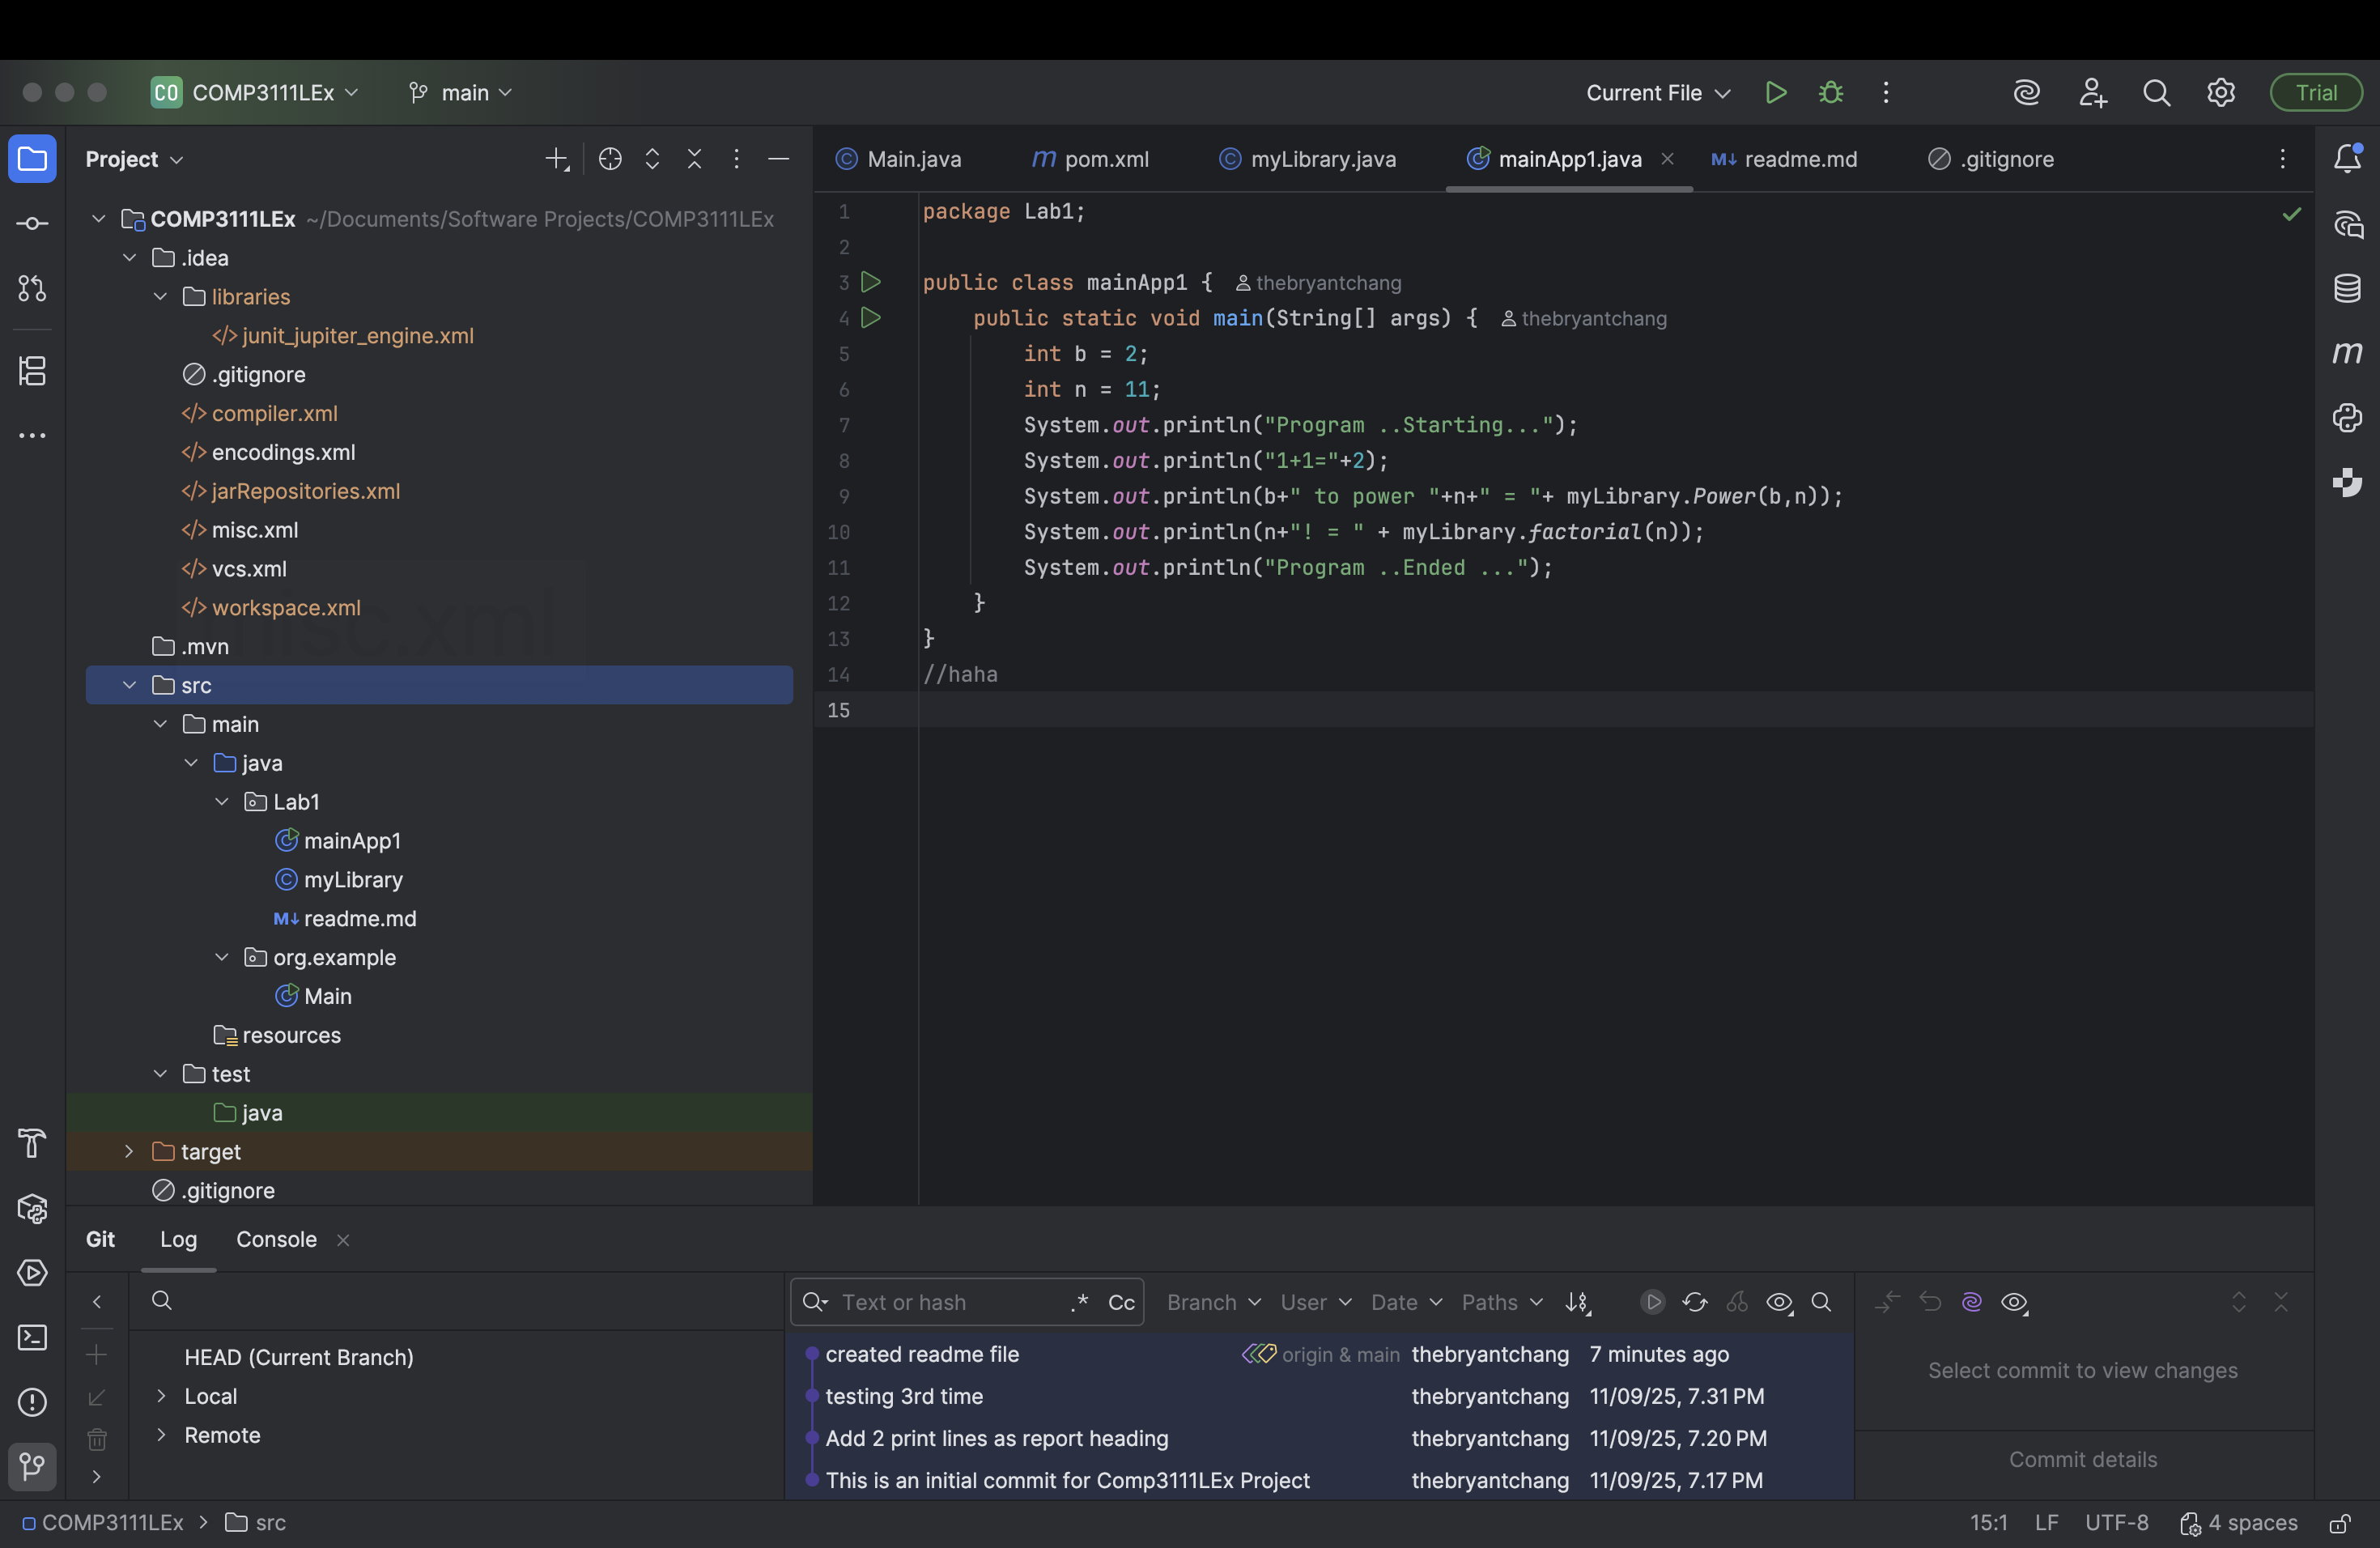 CO COMP3111LEx main Current File Trial
Project
Main.java pom.xml myLibrary.java mainApp1.java readme.md .gitignore
COMP3111LEx ~/Documents/Software Projects/COMP3111LEx
.idea
libraries
junit_jupiter_engine.xml
.gitignore
compiler.xml
encodings.xml
jarRepositories.xml
misc.xml
vcs.xml
workspace.xml
misc.xml
.mvn
src
main
java
Lab1
mainApp1
myLibrary
readme.md
org.example
Main
resources
test
java
target
.gitignore
1 package Lab1;
2
3 public class mainApp1 { thebryantchang
4 public static void main(String[] args) { thebryantchang
5 int b = 2;
6 int n = 11;
7 System.out.println("Program ..Starting...");
8 System.out.println("1+1="+2);
9 System.out.println(b+" to power "+n+" = "+ myLibrary.Power(b,n));
10 System.out.println(n+"! = " + myLibrary.factorial(n));
11 System.out.println("Program ..Ended ...");
12 }
13 }
14 //haha
15
Git Log Console
HEAD (Current Branch)
Local
Remote
Text or hash .* Cc Branch User Date Paths
created readme file origin & main thebryantchang 7 minutes ago
testing 3rd time thebryantchang 11/09/25, 7.31 PM
Add 2 print lines as report heading thebryantchang 11/09/25, 7.20 PM
This is an initial commit for Comp3111LEx Project thebryantchang 11/09/25, 7.17 PM
Select commit to view changes
Commit details
COMP3111LEx > src 15:1 LF UTF-8 4 spaces